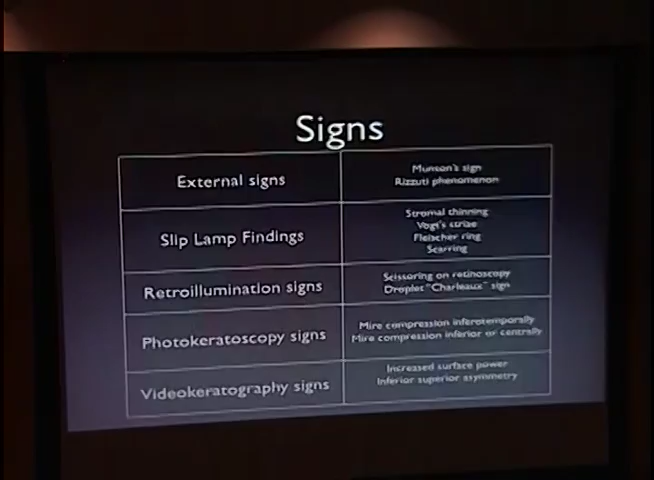 Signs
External signs
Munson's sign
Rizzuti phenomenon
Slip Lamp Findings
Stromal thinning
Vogt's striae
Fleischer ring
Scarring
Retroillumination signs
Scissoring on retinoscopy
Droplet "Charleaux" sign
Photokeratoscopy signs
Mire compression inferotemporally
Mire compression inferior or centrally
Videokeratography signs
Increased surface power
Inferior superior asymmetry